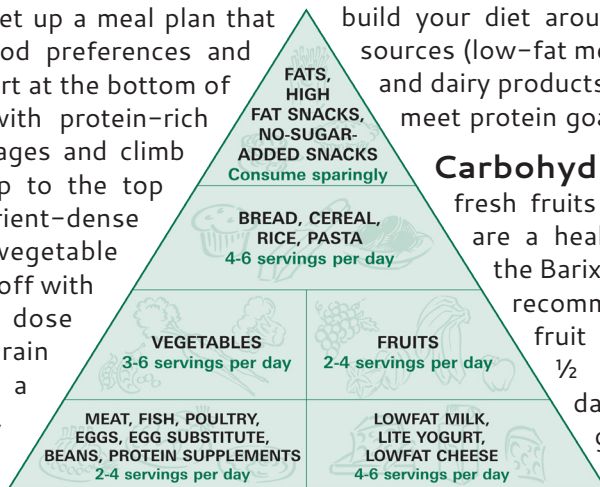 et up a meal plan that
od preferences and
rt at the bottom of
with protein-rich
ages and climb
p to the top
rient-dense
vegetable
off with
dose
rain
a
FATS,
HIGH
FAT SNACKS,
NO-SUGAR-
ADDED SNACKS
Consume sparingly
BREAD, CEREAL,
RICE, PASTA
4-6 servings per day
VEGETABLES
3-6 servings per day
FRUITS
2-4 servings per day
MEAT, FISH, POULTRY,
EGGS, EGG SUBSTITUTE,
BEANS, PROTEIN SUPPLEMENTS
2-4 servings per day
LOWFAT MILK,
LITE YOGURT,
LOWFAT CHEESE
4-6 servings per day
build your diet arou
sources (low-fat me
and dairy products
meet protein goa
Carbohyd
fresh fruits
are a heal
the Barix
recomm
fruit
½
da